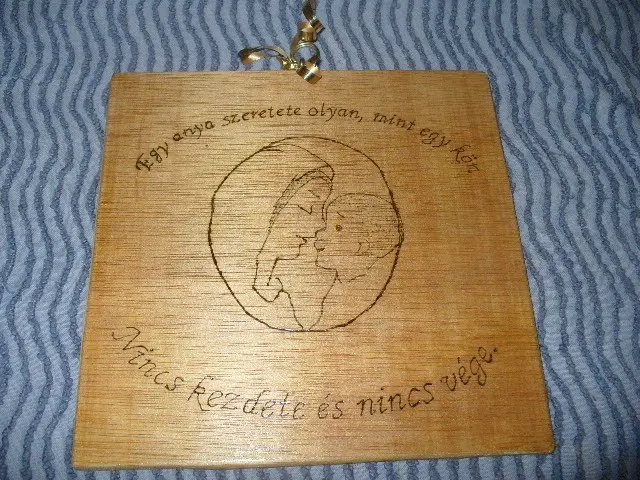 Egy anya szeretete olyan, mint egy kör.
Nincs kezdete és nincs vége.